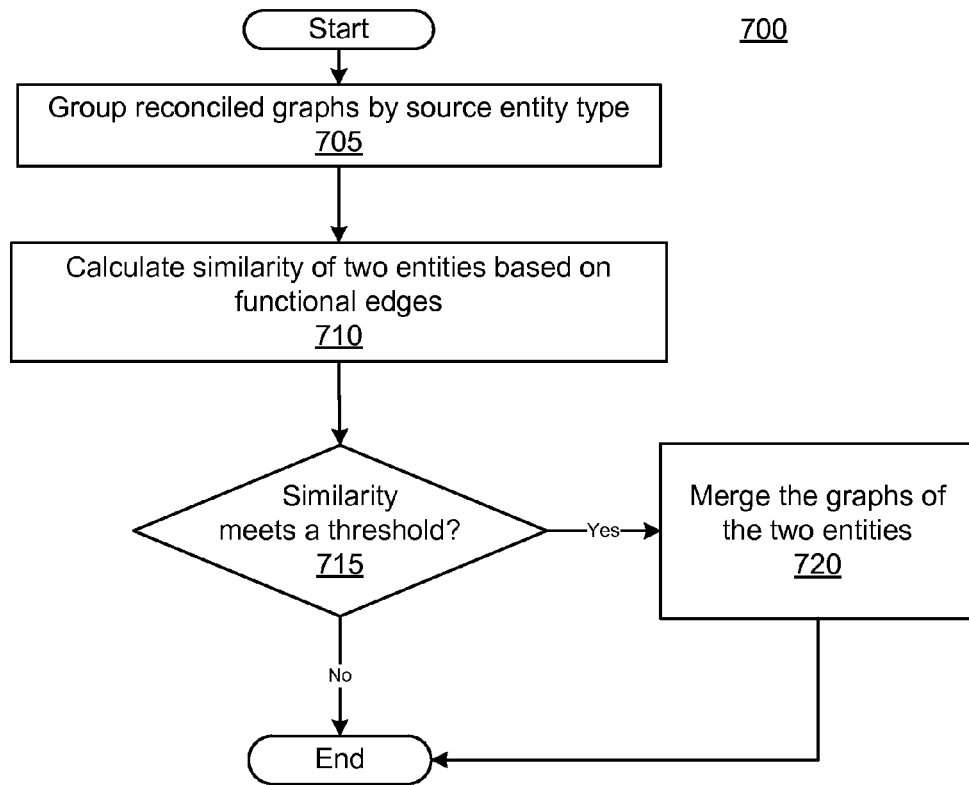 Start
700
Group reconciled graphs by source entity type
705
Calculate similarity of two entities based on
functional edges
710
Similarity
meets a threshold?
715
Yes
Merge the graphs of
the two entities
720
No
End